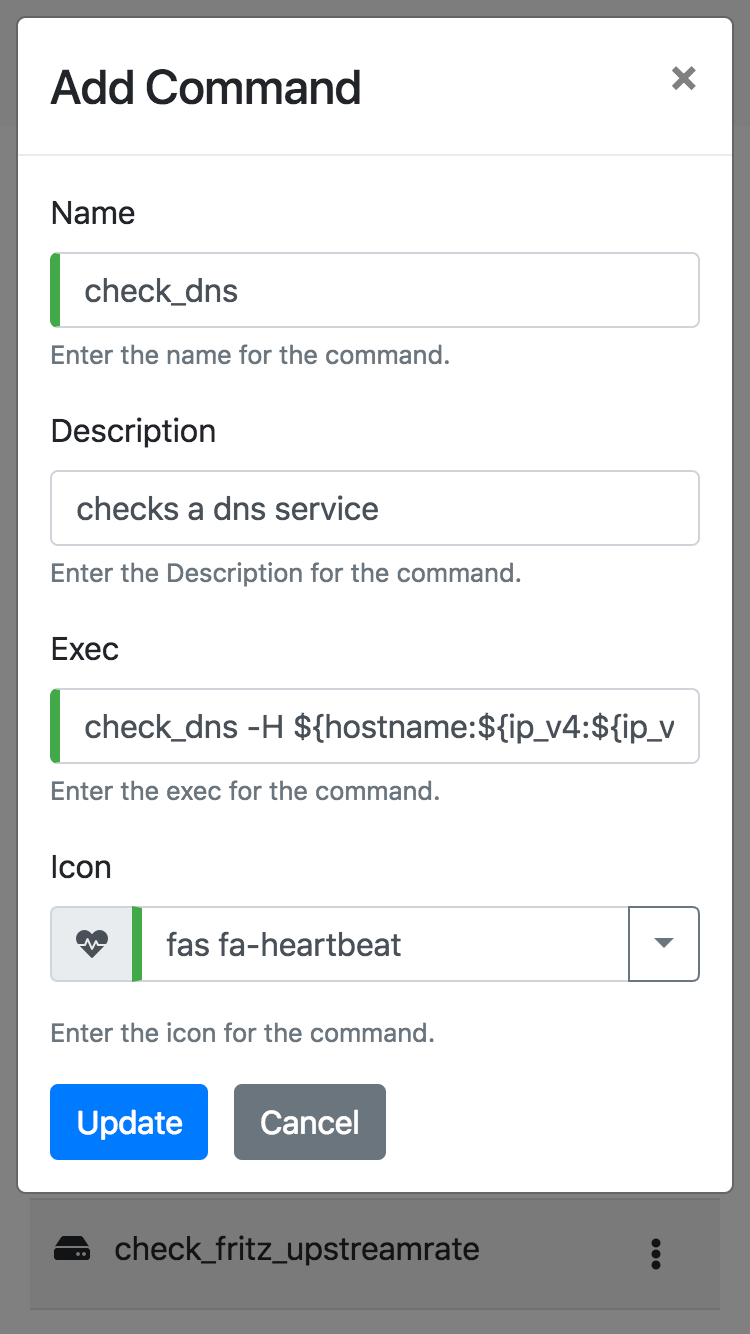 Add Command
Name
check_dns
Enter the name for the command.
Description
checks a dns service
Enter the Description for the command.
Exec
check_dns -H ${hostname:${ip_v4:${ip_v
Enter the exec for the command.
Icon
fas fa-heartbeat
Enter the icon for the command.
Update Cancel
check_fritz_upstreamrate